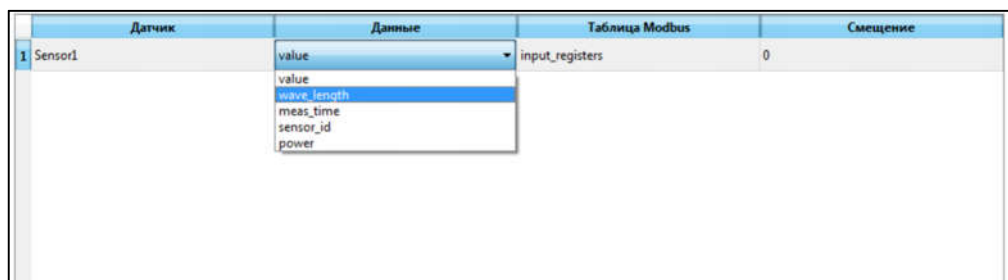 Датчик Данные Таблица Modbus Смещение
1 Sensor1 value input_registers 0
value
wave_length
meas_time
sensor_id
power